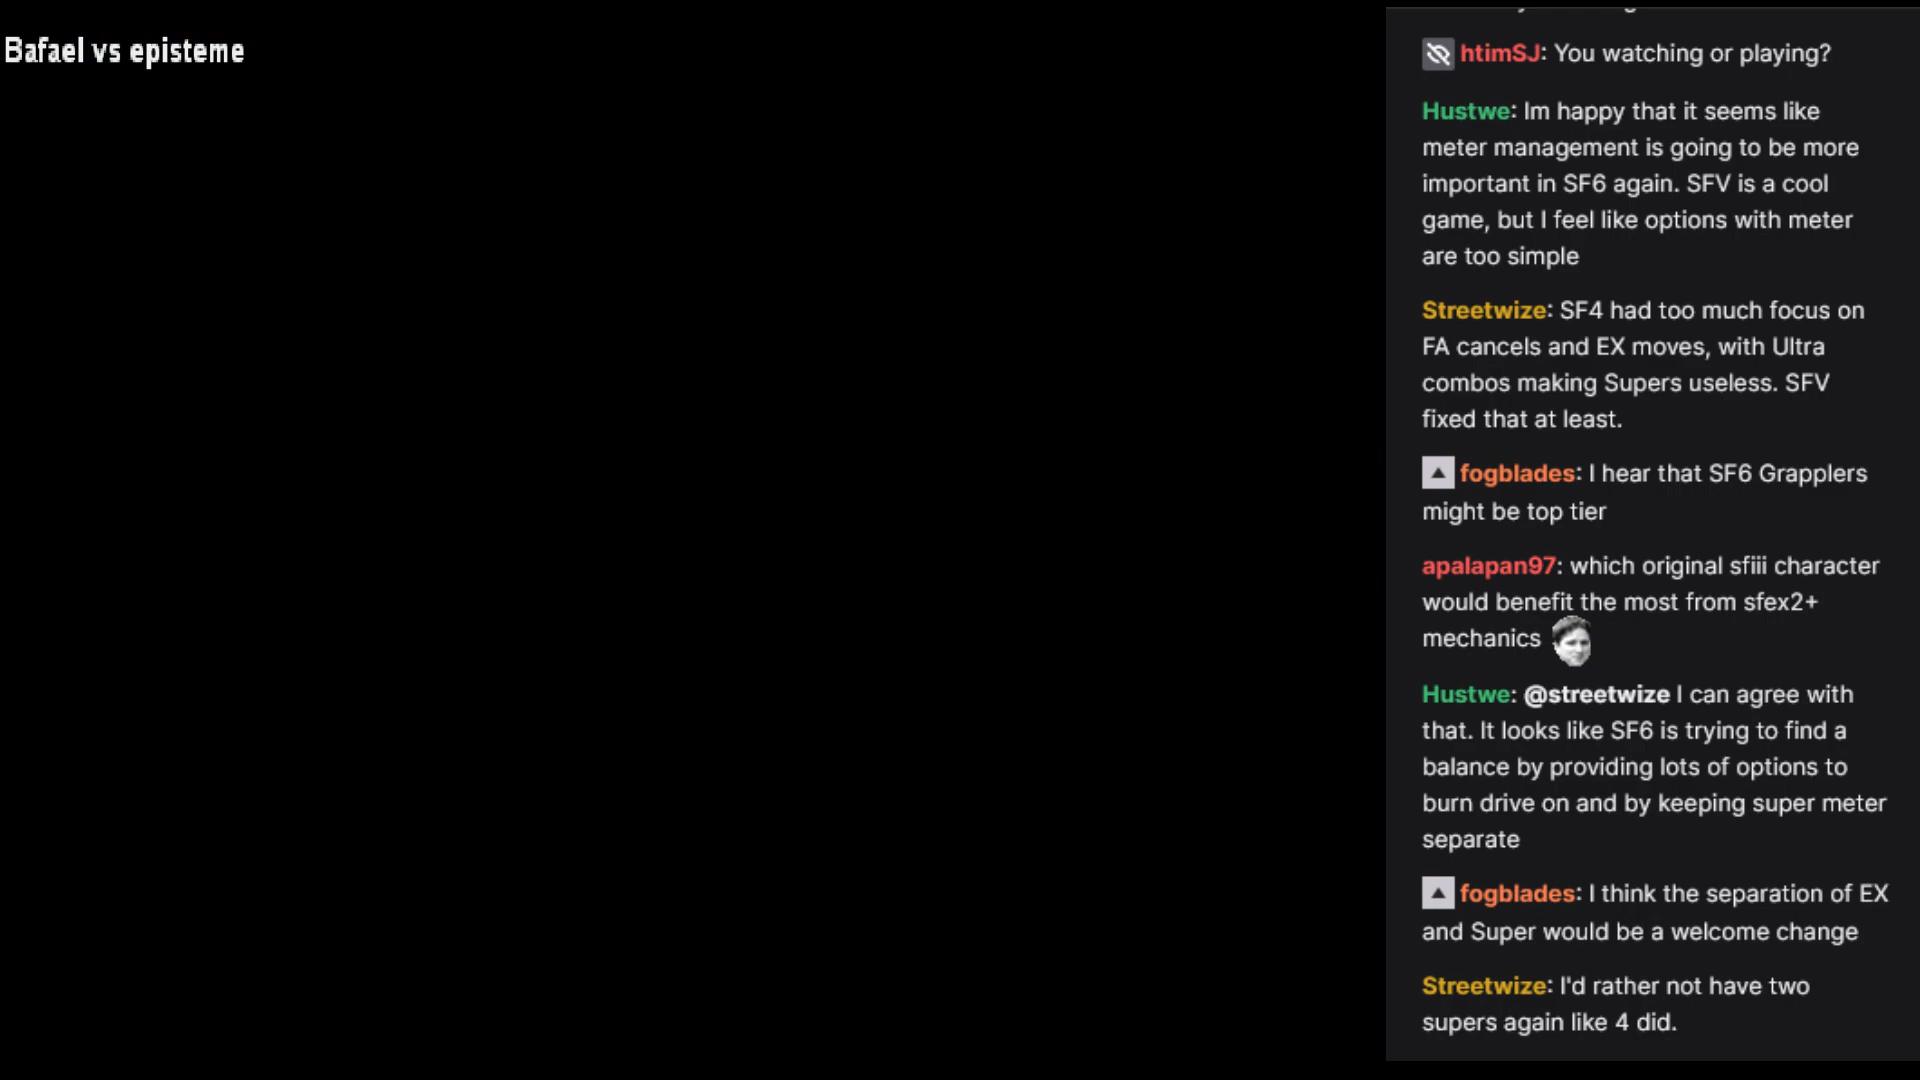 Bafael vs episteme
htimSJ: You watching or playing?
Hustwe: Im happy that it seems like
meter management is going to be more
important in SF6 again. SFV is a cool
game, but I feel like options with meter
are too simple
Streetwize: SF4 had too much focus on
FA cancels and EX moves, with Ultra
combos making Supers useless. SFV
fixed that at least.
fogblades: I hear that SF6 Grapplers
might be top tier
apalapan97: which original sfiii character
would benefit the most from sfex2+
mechanics
Hustwe: @streetwize I can agree with
that. It looks like SF6 is trying to find a
balance by providing lots of options to
burn drive on and by keeping super meter
separate
fogblades: I think the separation of EX
and Super would be a welcome change
Streetwize: I'd rather not have two
supers again like 4 did.